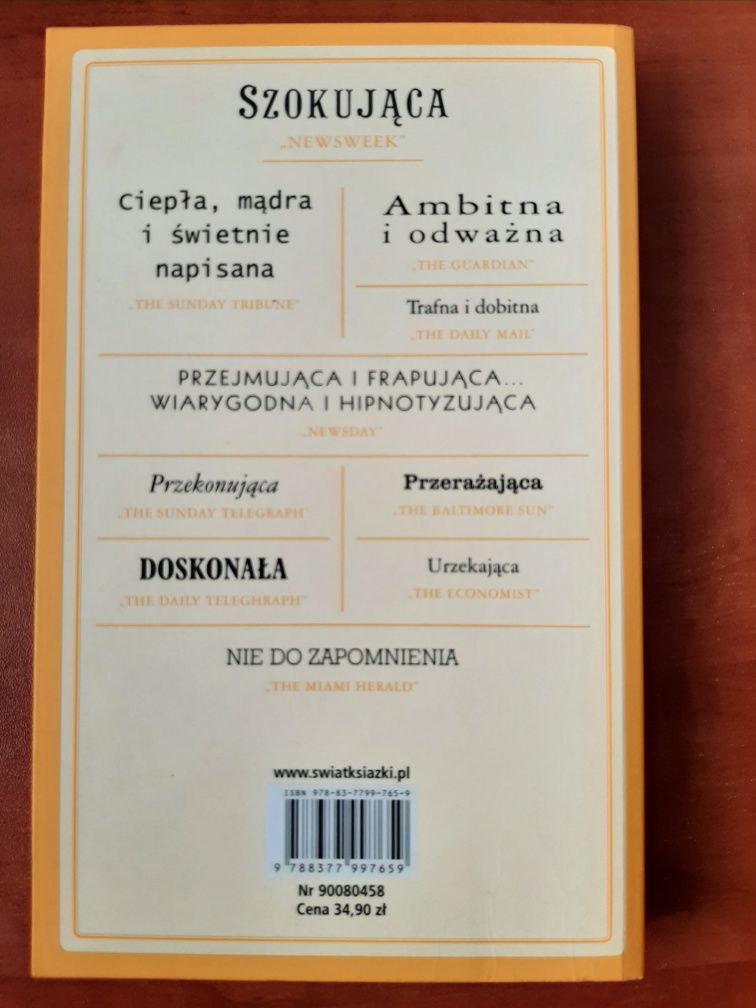 SZOKUJĄCA
„NEWSWEEK”
Ciepła, mądra
i świetnie
napisana
„THE SUNDAY TRIBUNE”
Ambitna
i odważna
„THE GUARDIAN”
Trafna i dobitna
„THE DAILY MAIL”
PRZEJMUJĄCA I FRAPUJĄCA...
WIARYGODNA I HIPNOTYZUJĄCA
„NEWSDAY”
Przekonująca
„THE SUNDAY TELEGRAPH”
Przerażająca
„THE BALTIMORE SUN”
DOSKONAŁA
„THE DAILY TELEGHRAPH”
Urzekająca
„THE ECONOMIST”
NIE DO ZAPOMNIENIA
„THE MIAMI HERALD”
www.swiatksiazki.pl
ISBN 978-83-7799-765-9
9 788377 997659
Nr 90080458
Cena 34,90 zł